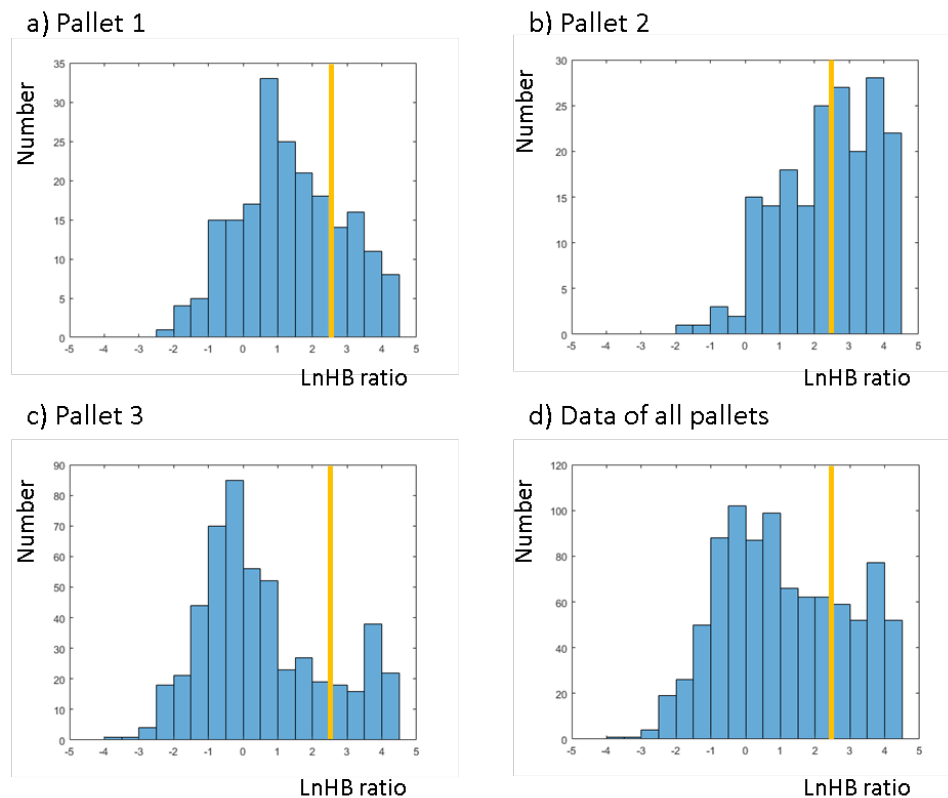 a) Pallet 1
Number
35
30
25
20
15
10
5
0
-5 -4 -3 -2 -1 0 1 2 3 4 5
LnHB ratio
b) Pallet 2
Number
30
25
20
15
10
5
0
-5 -4 -3 -2 -1 0 1 2 3 4 5
LnHB ratio
c) Pallet 3
Number
90
80
70
60
50
40
30
20
10
0
-5 -4 -3 -2 -1 0 1 2 3 4 5
LnHB ratio
d) Data of all pallets
Number
120
100
80
60
40
20
0
-5 -4 -3 -2 -1 0 1 2 3 4 5
LnHB ratio